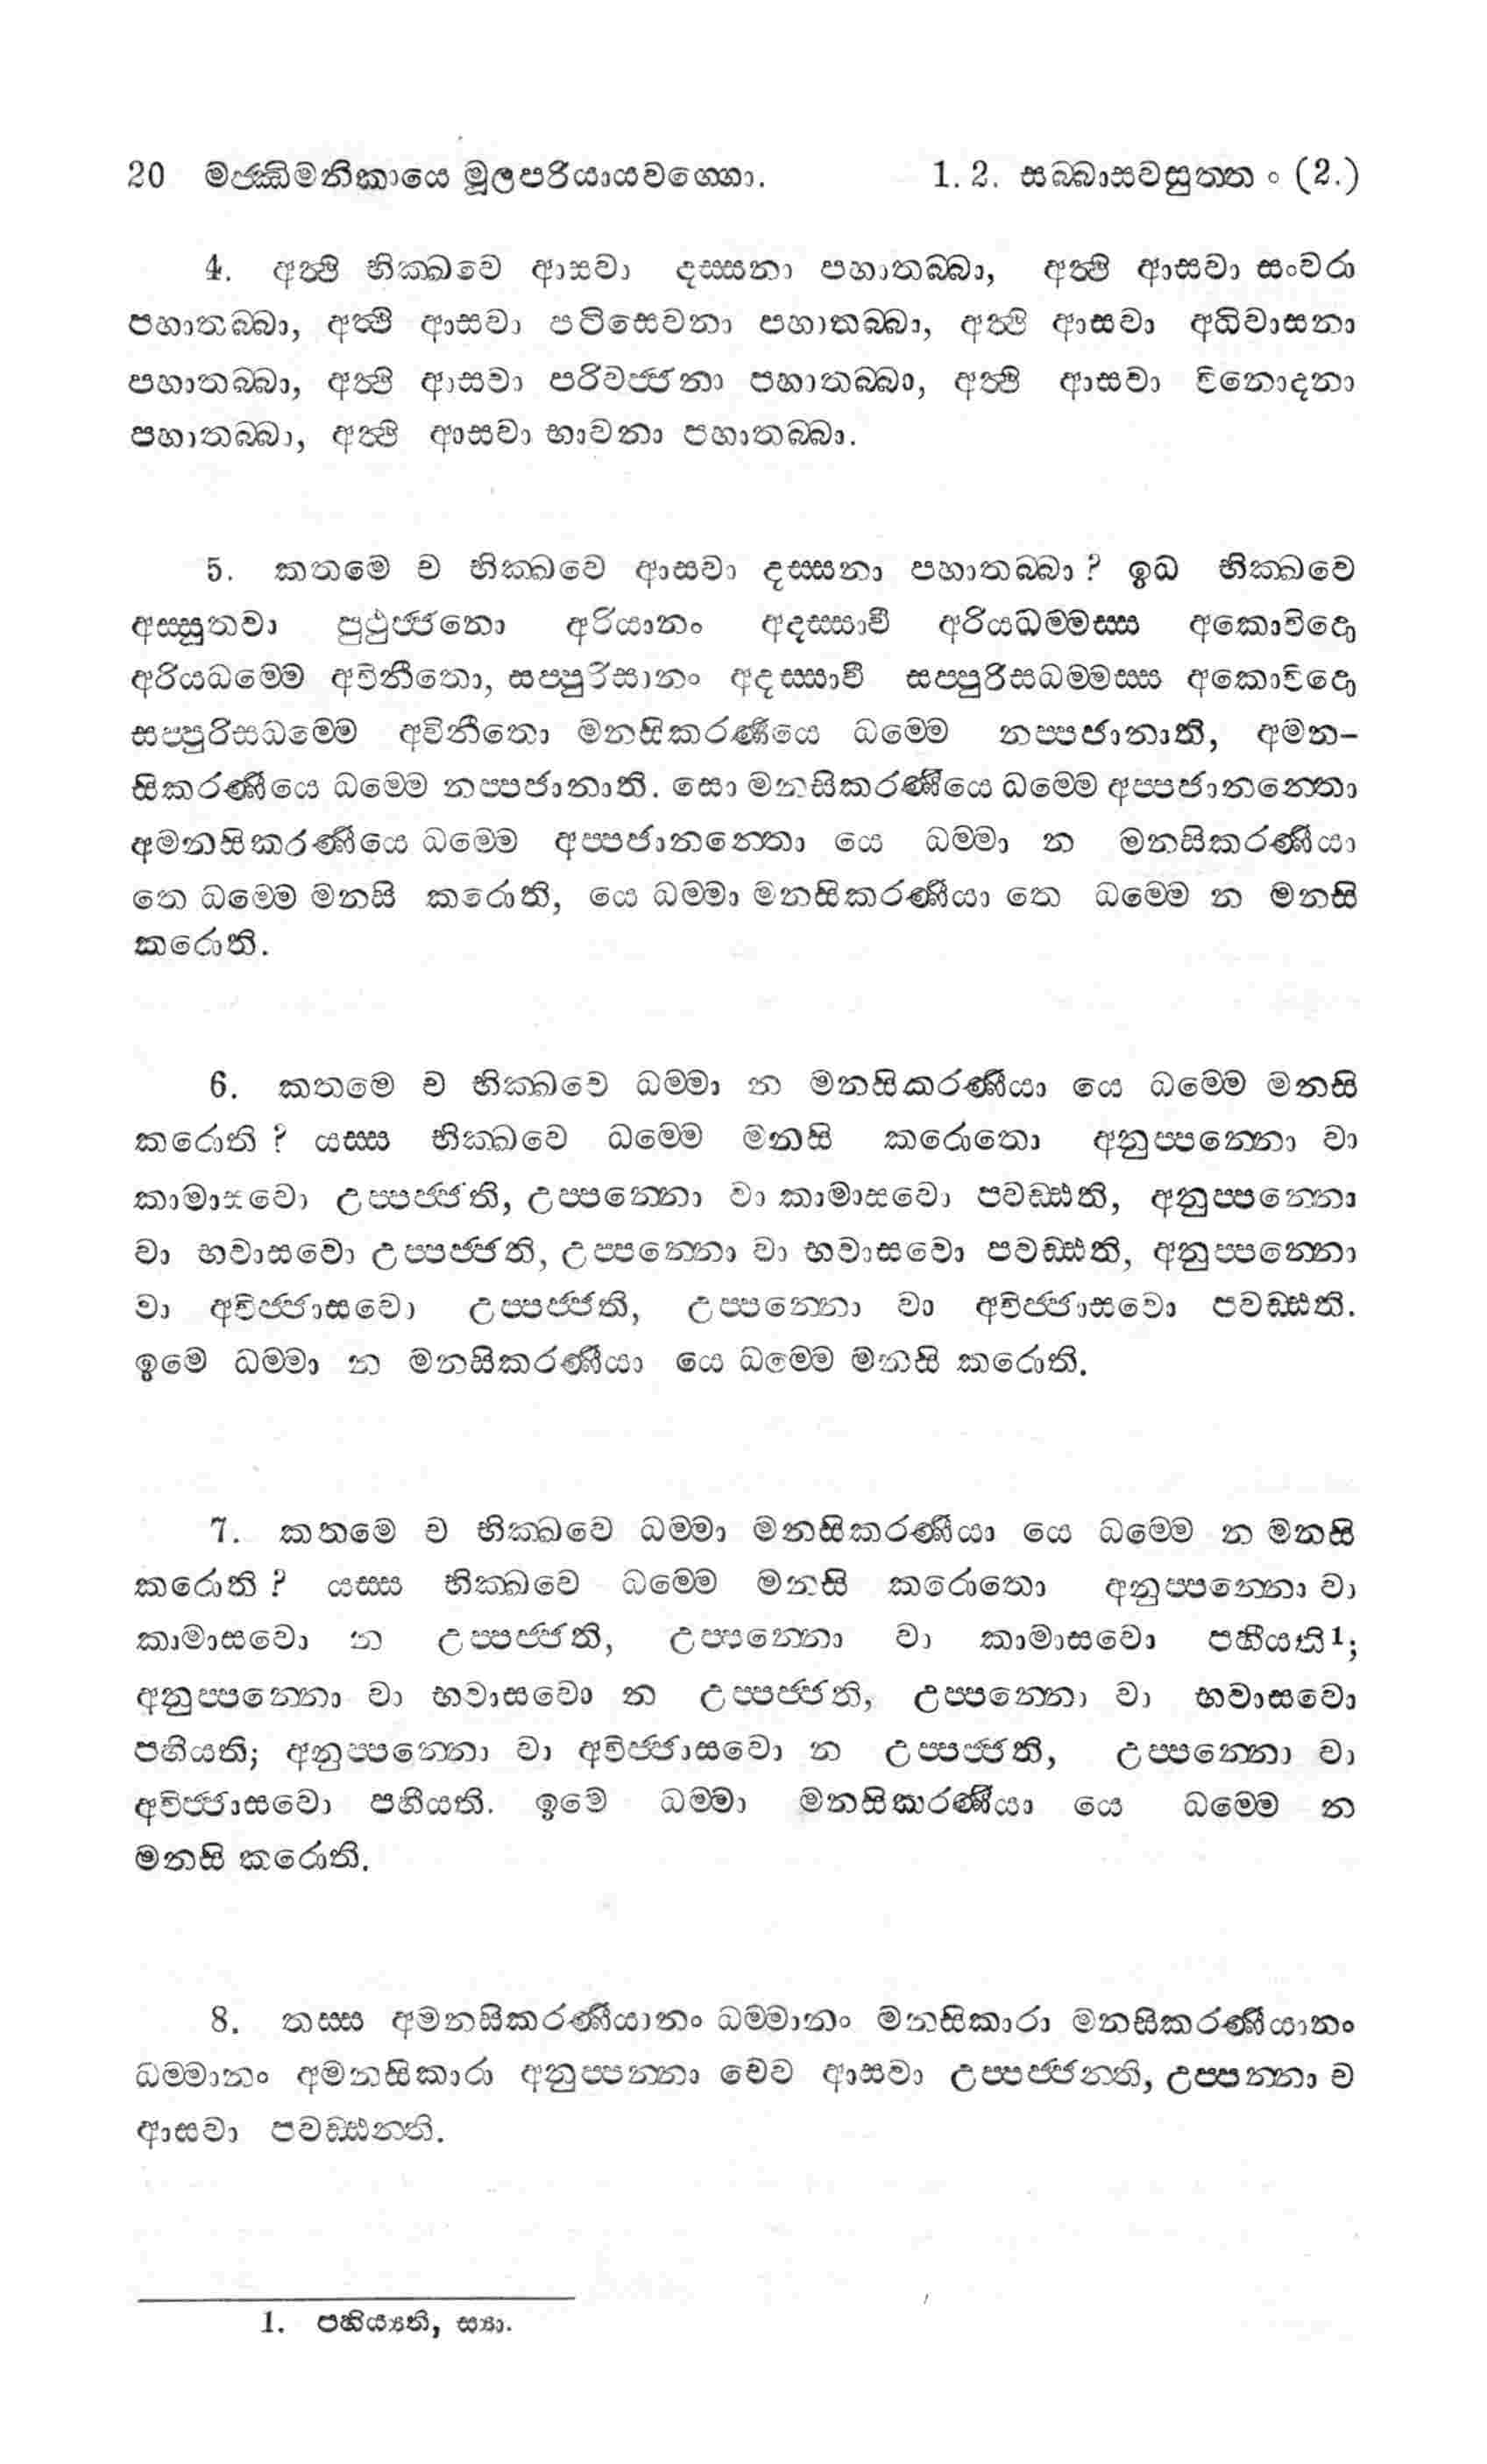 20 මජ්ඣිමනිකායෙ මූලපරියායවග්ගො. 1. 2. සබ්බාසවසුත්තං (2.)
4. අත්ථි භික්ඛවෙ ආසවා දස්සනා පහාතබ්බා, අත්ථි ආසවා සංවරා
පහාතබ්බා, අත්ථි ආසවා පටිසෙවනා පහාතබ්බා, අත්ථි ආසවා අධිවාසනා
පහාතබ්බා, අත්ථි ආසවා පරිවජ්ජනා පහාතබ්බා, අත්ථි ආසවා විනොදනා
පහාතබ්බා, අත්ථි ආසවා භාවනා පහාතබ්බා.
5. කතමෙ ච භික්ඛවෙ ආසවා දස්සනා පහාතබ්බා? ඉධ භික්ඛවෙ
අස්සුතවා පුථුජ්ජනො අරියානං අදස්සාවී අරියධම්මස්ස අකොවිදො
අරියධම්මෙ අවිනීතො, සප්පුරිසානං අදස්සාවී සප්පුරිසධම්මස්ස අකොවිදො
සප්පුරිසධම්මෙ අවිනීතො මනසිකරණීයෙ ධම්මෙ නප්පජානාති, අමන-
සිකරණීයෙ ධම්මෙ නප්පජානාති. සො මනසිකරණීයෙ ධම්මෙ අප්පජානන්තො
අමනසිකරණීයෙ ධම්මෙ අප්පජානන්තො යෙ ධම්මා න මනසිකරණීයා
තෙ ධම්මෙ මනසි කරොති, යෙ ධම්මා මනසිකරණීයා තෙ ධම්මෙ න මනසි
කරොති.
6. කතමෙ ච භික්ඛවෙ ධම්මා න මනසිකරණීයා යෙ ධම්මෙ මනසි
කරොති? යස්ස භික්ඛවෙ ධම්මෙ මනසි කරොතො අනුප්පන්නො වා
කාමාසවො උප්පජ්ජති, උප්පන්නො වා කාමාසවො පවඩ්ඪති, අනුප්පන්නො
වා භවාසවො උප්පජ්ජති, උප්පන්නො වා භවාසවො පවඩ්ඪති, අනුප්පන්නො
වා අවිජ්ජාසවො උප්පජ්ජති, උප්පන්නො වා අවිජ්ජාසවො පවඩ්ඪති.
ඉමෙ ධම්මා න මනසිකරණීයා යෙ ධම්මෙ මනසි කරොති.
7. කතමෙ ච භික්ඛවෙ ධම්මා මනසිකරණීයා යෙ ධම්මෙ න මනසි
කරොති? යස්ස භික්ඛවෙ ධම්මෙ මනසි කරොතො අනුප්පන්නො වා
කාමාසවො න උප්පජ්ජති, උප්පන්නො වා කාමාසවො පහීයති1;
අනුප්පන්නො වා භවාසවො න උප්පජ්ජති, උප්පන්නො වා භවාසවො
පහීයති; අනුප්පන්නො වා අවිජ්ජාසවො න උප්පජ්ජති, උප්පන්නො වා
අවිජ්ජාසවො පහීයති. ඉමෙ ධම්මා මනසිකරණීයා යෙ ධම්මෙ න
මනසි කරොති.
8. තස්ස අමනසිකරණීයානං ධම්මානං මනසිකාරා මනසිකරණීයානං
ධම්මානං අමනසිකාරා අනුප්පන්නා චෙව ආසවා උප්පජ්ජන්ති, උප්පන්නා ච
ආසවා පවඩ්ඪන්ති.
1. පහිය්‍යති, ස්‍යා.